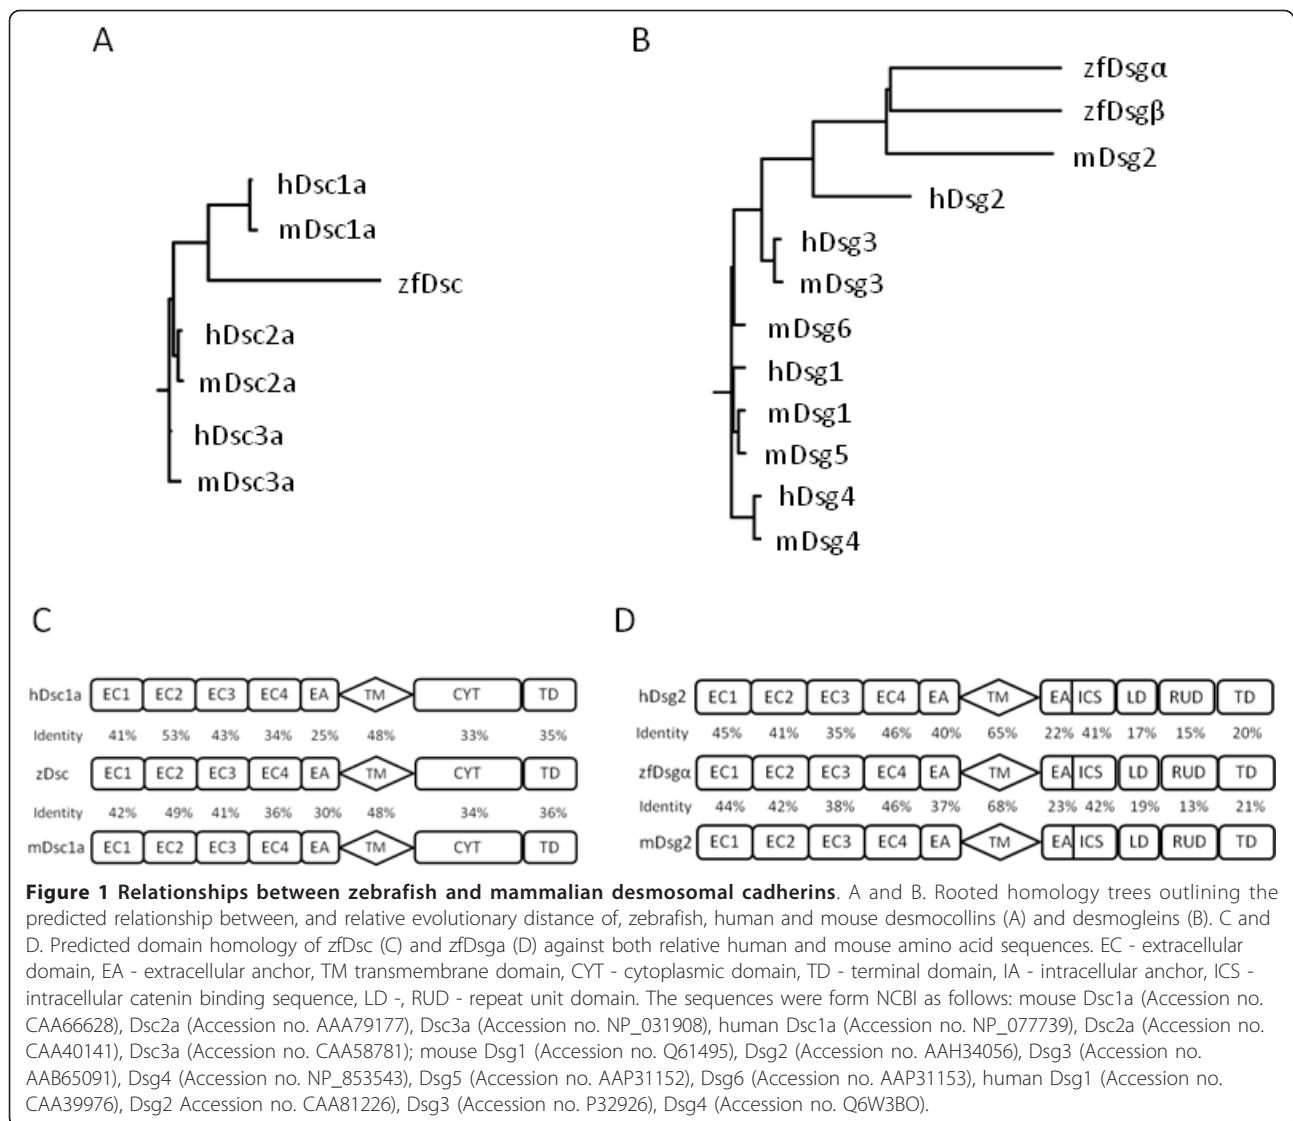 A
hDsc1a
mDsc1a
zfDsc
hDsc2a
mDsc2a
hDsc3a
mDsc3a
B
zfDsgα
zfDsgβ
mDsg2
hDsg2
hDsg3
mDsg3
mDsg6
hDsg1
mDsg1
mDsg5
hDsg4
mDsg4
C
hDsc1a EC1 EC2 EC3 EC4 EA TM CYT TD
Identity 41% 53% 43% 34% 25% 48% 33% 35%
zDsc EC1 EC2 EC3 EC4 EA TM CYT TD
Identity 42% 49% 41% 36% 30% 48% 34% 36%
mDsc1a EC1 EC2 EC3 EC4 EA TM CYT TD
D
hDsg2 EC1 EC2 EC3 EC4 EA TM EA ICS LD RUD TD
Identity 45% 41% 35% 46% 40% 65% 22% 41% 17% 15% 20%
zfDsgα EC1 EC2 EC3 EC4 EA TM EA ICS LD RUD TD
Identity 44% 42% 38% 46% 37% 68% 23% 42% 19% 13% 21%
mDsg2 EC1 EC2 EC3 EC4 EA TM EA ICS LD RUD TD
Figure 1 Relationships between zebrafish and mammalian desmosomal cadherins. A and B. Rooted homology trees outlining the
predicted relationship between, and relative evolutionary distance of, zebrafish, human and mouse desmocollins (A) and desmogleins (B). C and
D. Predicted domain homology of zfDsc (C) and zfDsga (D) against both relative human and mouse amino acid sequences. EC - extracellular
domain, EA - extracellular anchor, TM transmembrane domain, CYT - cytoplasmic domain, TD - terminal domain, IA - intracellular anchor, ICS -
intracellular catenin binding sequence, LD -, RUD - repeat unit domain. The sequences were form NCBI as follows: mouse Dsc1a (Accession no.
CAA66628), Dsc2a (Accession no. AAA79177), Dsc3a (Accession no. NP_031908), human Dsc1a (Accession no. NP_077739), Dsc2a (Accession no.
CAA40141), Dsc3a (Accession no. CAA58781); mouse Dsg1 (Accession no. Q61495), Dsg2 (Accession no. AAH34056), Dsg3 (Accession no.
AAB65091), Dsg4 (Accession no. NP_853543), Dsg5 (Accession no. AAP31152), Dsg6 (Accession no. AAP31153), human Dsg1 (Accession no.
CAA39976), Dsg2 Accession no. CAA81226), Dsg3 (Accession no. P32926), Dsg4 (Accession no. Q6W3BO).